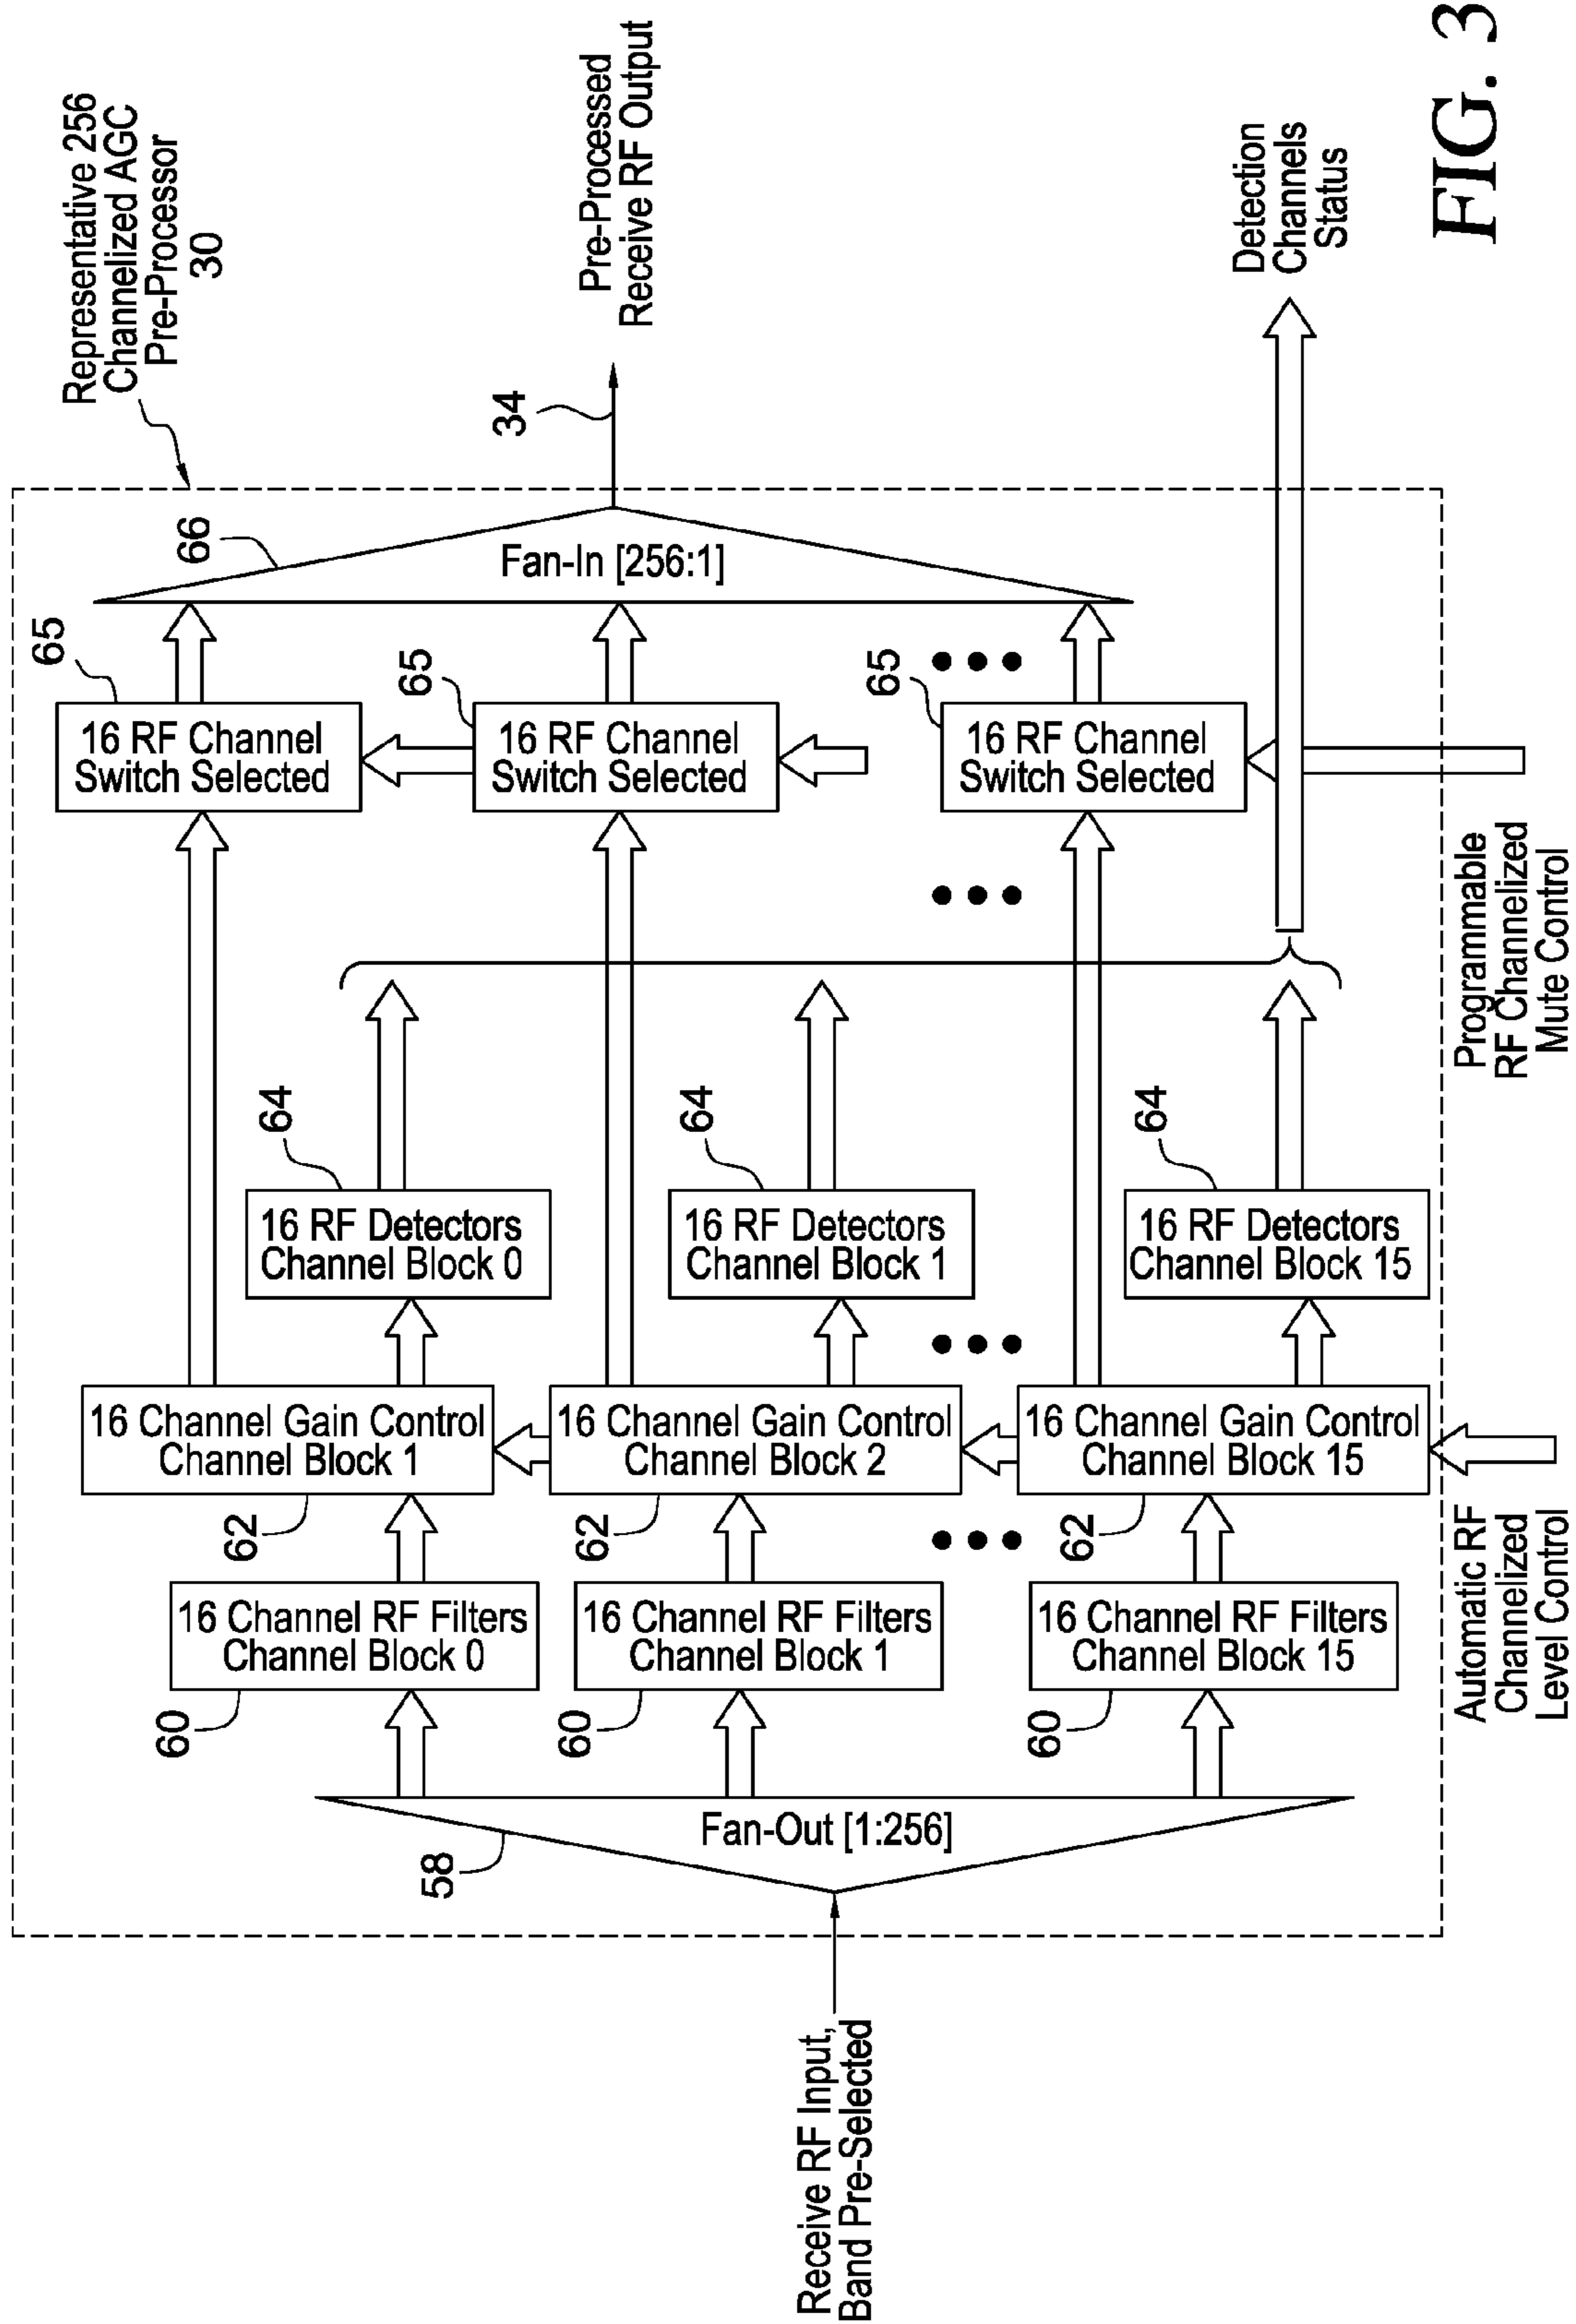 Representative 256
Channelized AGC
Pre-Processor
30
66
65
Fan-In [256:1]
34
Pre-Processed
Receive RF Output
16 RF Channel
Switch Selected
65
16 RF Channel
Switch Selected
65
16 RF Channel
Switch Selected
Detection
Channels
Status
64
16 RF Detectors
Channel Block 0
64
16 RF Detectors
Channel Block 1
64
16 RF Detectors
Channel Block 15
16 Channel Gain Control
Channel Block 1
62
16 Channel Gain Control
Channel Block 2
62
16 Channel Gain Control
Channel Block 15
62
16 Channel RF Filters
Channel Block 0
60
16 Channel RF Filters
Channel Block 1
60
16 Channel RF Filters
Channel Block 15
60
Fan-Out [1:256]
58
Receive RF Input,
Band Pre-Selected
Automatic RF
Channelized
Level Control
Programmable
RF Channelized
Mute Control
FIG. 3